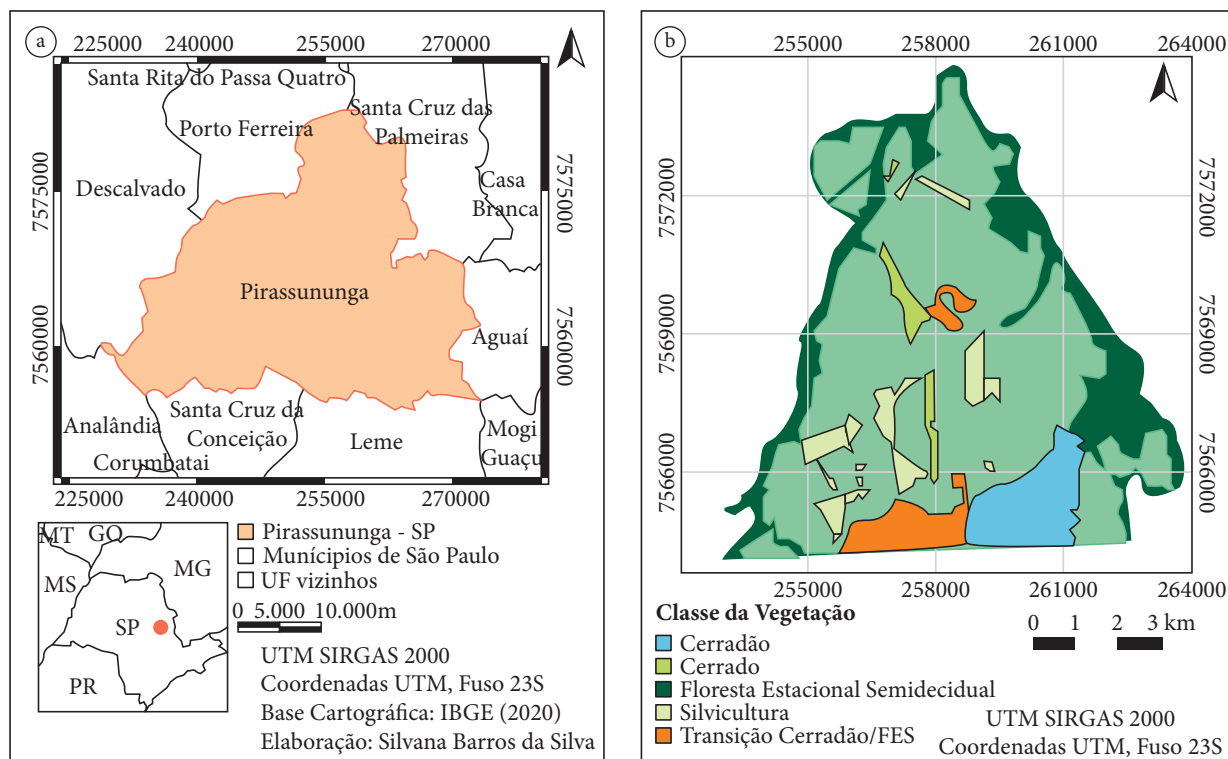 a
225000 240000 255000 270000
Santa Rita do Passa Quatro
Santa Cruz das
Palmeiras
Porto Ferreira
Descalvado
Casa
Branca
7575000
7575000
Pirassununga
7560000
7560000
Aguaí
Analândia
Santa Cruz da
Conceição
Leme
Mogi
Guaçu
Corumbatai
225000 240000 255000 270000
MT GO
MS
MG
SP
PR
Pirassununga - SP
Munícipios de São Paulo
UF vizinhos
0 5.000 10.000m
UTM SIRGAS 2000
Coordenadas UTM, Fuso 23S
Base Cartográfica: IBGE (2020)
Elaboração: Silvana Barros da Silva
b
255000 258000 261000 264000
7572000
7572000
7569000
7569000
7566000
7566000
255000 258000 261000 264000
Classe da Vegetação
Cerradão
Cerrado
Floresta Estacional Semidecidual
Silvicultura
Transição Cerradão/FES
0 1 2 3 km
UTM SIRGAS 2000
Coordenadas UTM, Fuso 23S